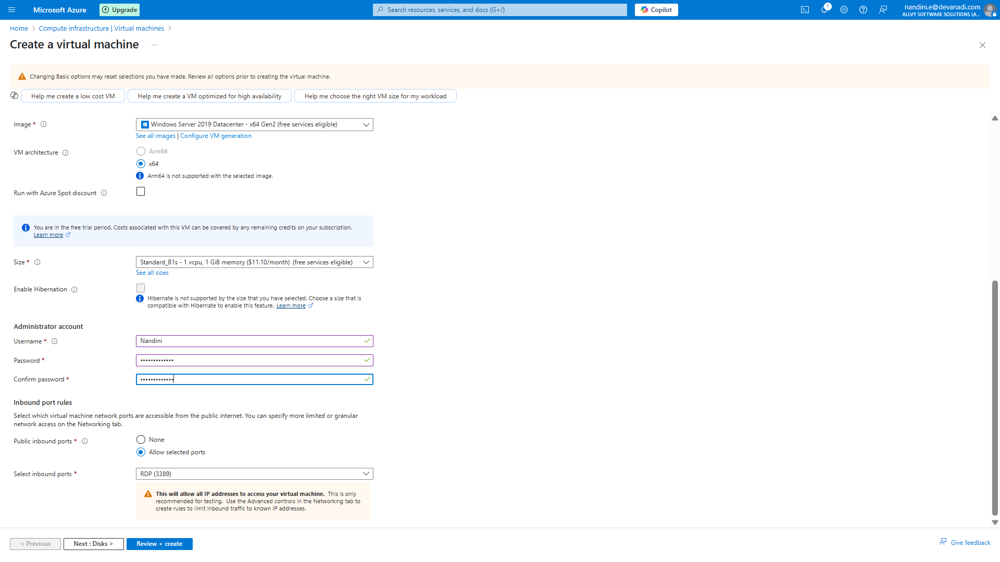 Microsoft Azure
Upgrade
Search resources, services, and docs (G+/)
Copilot
1
nandini.e@devanadi.com
ALLVY SOFTWARE SOLUTIONS (A...
Home > Compute infrastructure | Virtual machines >
Create a virtual machine ...
Changing Basic options may reset selections you have made. Review all options prior to creating the virtual machine.
Help me create a low cost VM
Help me create a VM optimized for high availability
Help me choose the right VM size for my workload
Image *
Windows Server 2019 Datacenter - x64 Gen2 (free services eligible)
See all images | Configure VM generation
VM architecture
Arm64
x64
Arm64 is not supported with the selected image.
Run with Azure Spot discount
You are in the free trial period. Costs associated with this VM can be covered by any remaining credits on your subscription.
Learn more
Size *
Standard_B1s - 1 vcpu, 1 GiB memory ($11.10/month) (free services eligible)
See all sizes
Enable Hibernation
Hibernate is not supported by the size that you have selected. Choose a size that is
compatible with Hibernate to enable this feature. Learn more
Administrator account
Username *
Nandini
Password *
•••••••••••••
Confirm password *
•••••••••••••
Inbound port rules
Select which virtual machine network ports are accessible from the public internet. You can specify more limited or granular
network access on the Networking tab.
Public inbound ports *
None
Allow selected ports
Select inbound ports *
RDP (3389)
This will allow all IP addresses to access your virtual machine. This is only
recommended for testing. Use the Advanced controls in the Networking tab to
create rules to limit inbound traffic to known IP addresses.
< Previous
Next : Disks >
Review + create
Give feedback